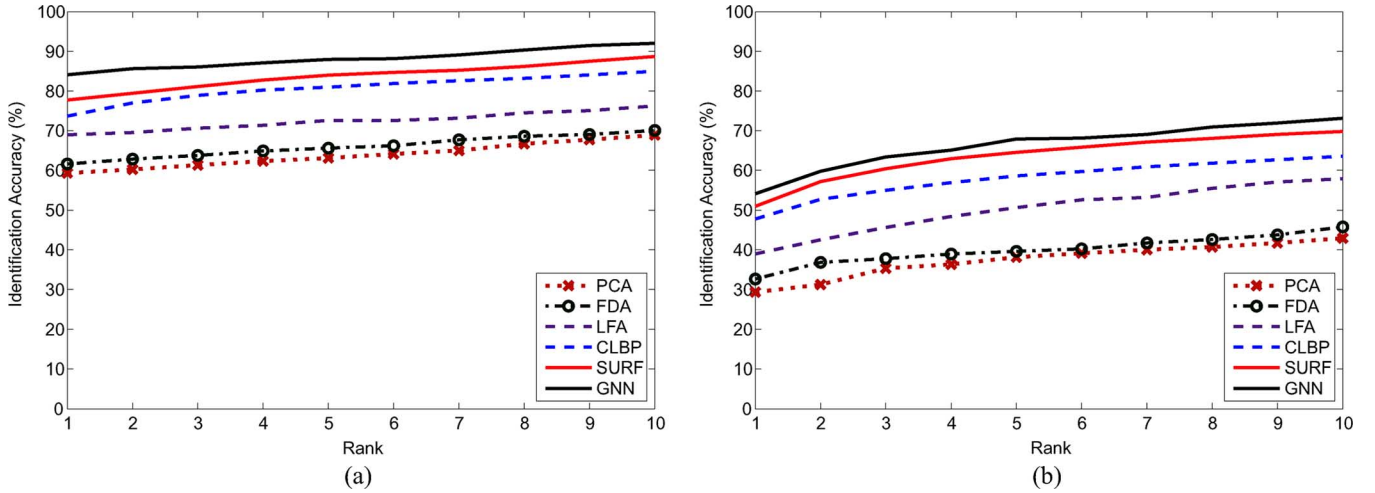 100
90
80
70
60
50
40
30
20
10
0
Identification Accuracy (%)
PCA
FDA
LFA
CLBP
SURF
GNN
1 2 3 4 5 6 7 8 9 10
Rank
(a)
100
90
80
70
60
50
40
30
20
10
0
Identification Accuracy (%)
PCA
FDA
LFA
CLBP
SURF
GNN
1 2 3 4 5 6 7 8 9 10
Rank
(b)